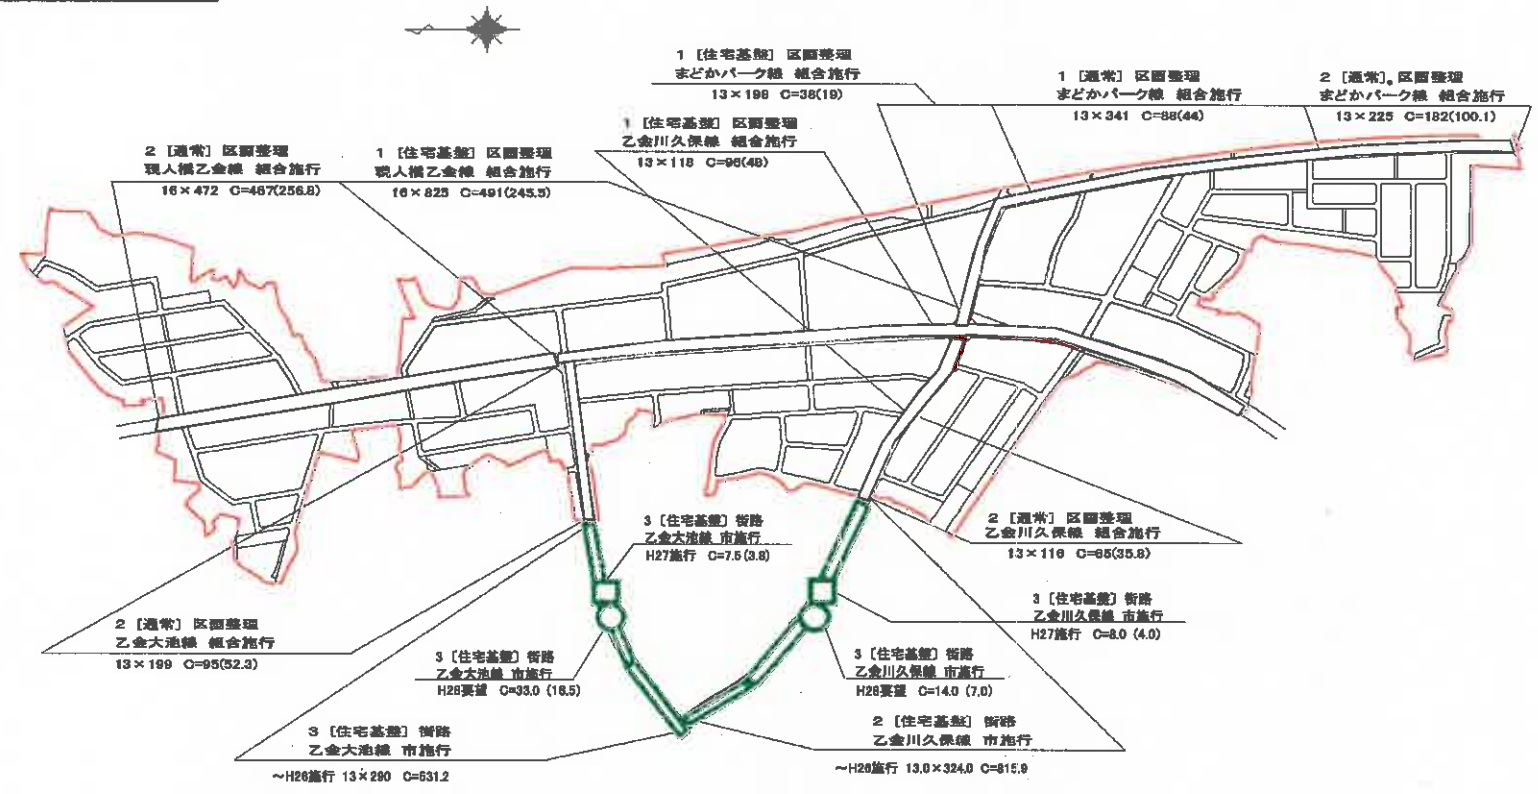 1 [住宅基盤] 区画整理
まどかパーク線 組合施行
13×198 C=38(19)
1 [通常] 区画整理
まどかパーク線 組合施行
13×341 C=88(44)
2 [通常] 区画整理
まどかパーク線 組合施行
13×225 C=182(100.1)
1 [住宅基盤] 区画整理
乙金川久保線 組合施行
13×118 C=96(48)
2 [通常] 区画整理
現人橋乙金線 組合施行
16×472 C=467(256.8)
1 [住宅基盤] 区画整理
現人橋乙金線 組合施行
16×825 C=491(245.5)
3 [住宅基盤] 街路
乙金大池線 市施行
H27施行 C=7.5(3.8)
2 [通常] 区画整理
乙金川久保線 組合施行
13×116 C=65(35.8)
3 [住宅基盤] 街路
乙金川久保線 市施行
H27施行 C=8.0 (4.0)
2 [通常] 区画整理
乙金大池線 組合施行
13×199 C=95(52.3)
3 [住宅基盤] 街路
乙金大池線 市施行
H28要望 C=33.0 (16.5)
3 [住宅基盤] 街路
乙金川久保線 市施行
H28要望 C=14.0 (7.0)
3 [住宅基盤] 街路
乙金大池線 市施行
～H26施行 13×290 C=531.2
2 [住宅基盤] 街路
乙金川久保線 市施行
～H26施行 13.0×324.0 C=815.9